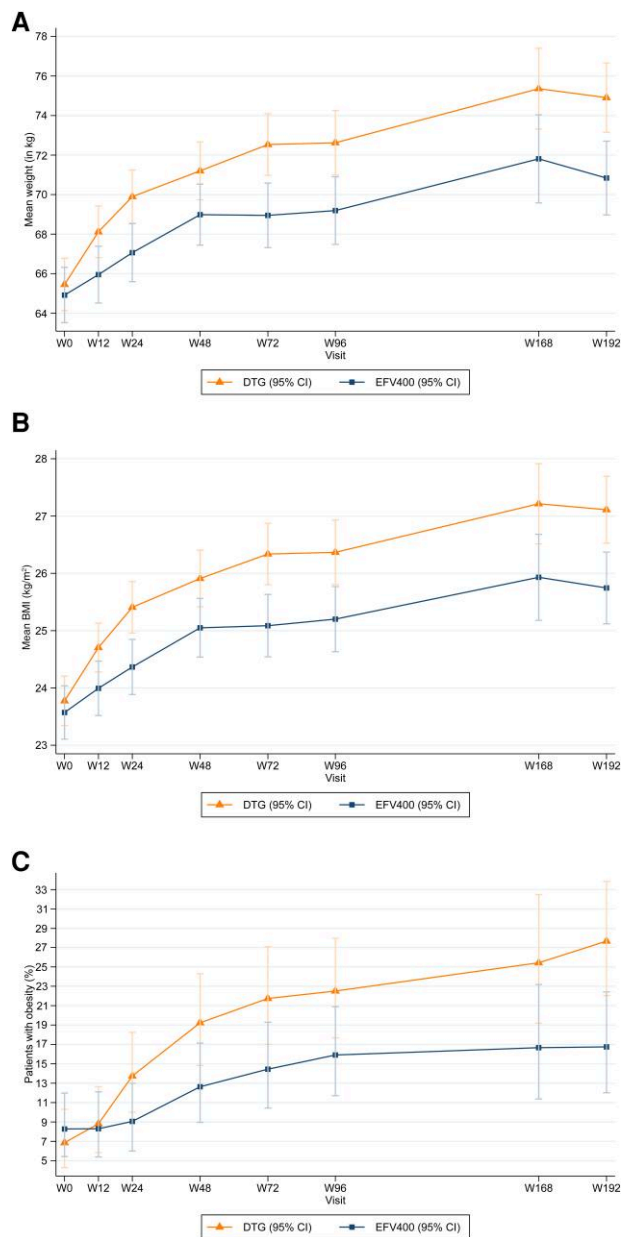 A
78
76
74
72
70
68
66
64
Mean weight (in kg)
W0 W12 W24 W48 W72 W96 W168 W192
Visit
DTG (95% CI) EFV400 (95% CI)
B
28
27
26
25
24
23
Mean BMI (kg/m²)
W0 W12 W24 W48 W72 W96 W168 W192
Visit
DTG (95% CI) EFV400 (95% CI)
C
33
31
29
27
25
23
21
19
17
15
13
11
9
7
5
Patients with obesity (%)
W0 W12 W24 W48 W72 W96 W168 W192
Visit
DTG (95% CI) EFV400 (95% CI)